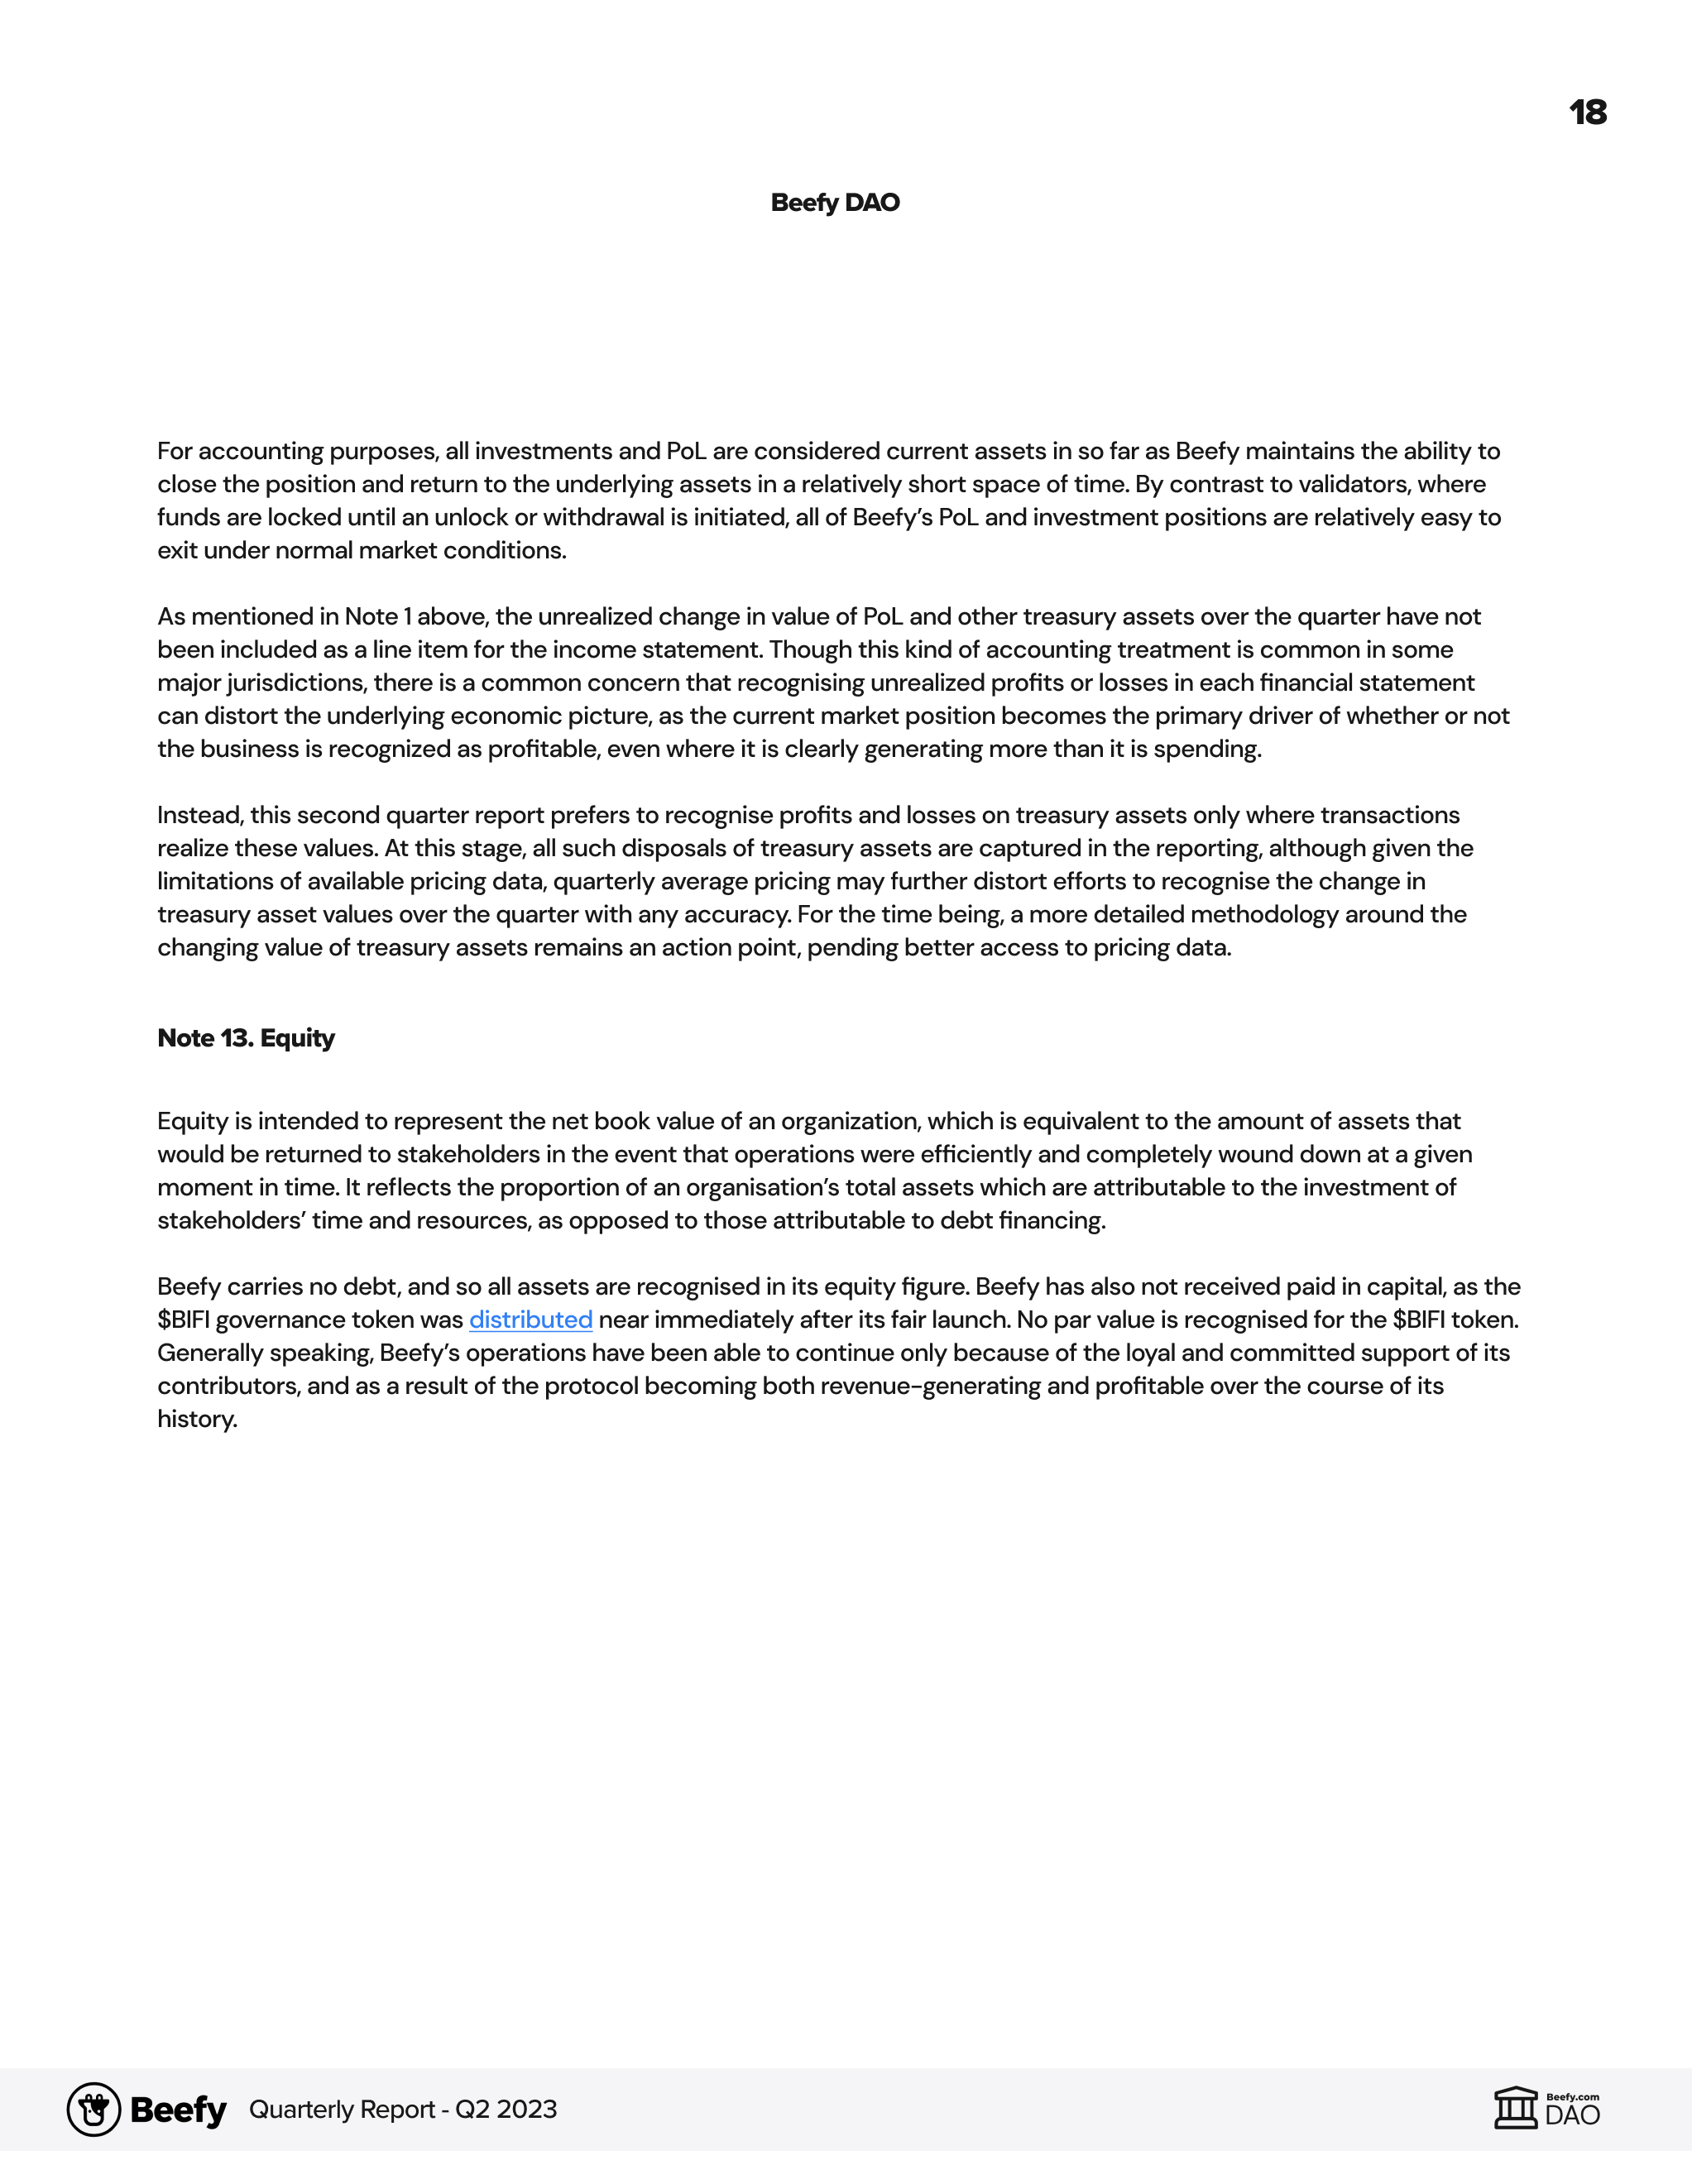 18
Beefy DAO
For accounting purposes, all investments and PoL are considered current assets in so far as Beefy maintains the ability to
close the position and return to the underlying assets in a relatively short space of time. By contrast to validators, where
funds are locked until an unlock or withdrawal is initiated, all of Beefy’s PoL and investment positions are relatively easy to
exit under normal market conditions.
As mentioned in Note 1 above, the unrealized change in value of PoL and other treasury assets over the quarter have not
been included as a line item for the income statement. Though this kind of accounting treatment is common in some
major jurisdictions, there is a common concern that recognising unrealized profits or losses in each financial statement
can distort the underlying economic picture, as the current market position becomes the primary driver of whether or not
the business is recognized as profitable, even where it is clearly generating more than it is spending.
Instead, this second quarter report prefers to recognise profits and losses on treasury assets only where transactions
realize these values. At this stage, all such disposals of treasury assets are captured in the reporting, although given the
limitations of available pricing data, quarterly average pricing may further distort efforts to recognise the change in
treasury asset values over the quarter with any accuracy. For the time being, a more detailed methodology around the
changing value of treasury assets remains an action point, pending better access to pricing data.
Note 13. Equity
Equity is intended to represent the net book value of an organization, which is equivalent to the amount of assets that
would be returned to stakeholders in the event that operations were efficiently and completely wound down at a given
moment in time. It reflects the proportion of an organisation’s total assets which are attributable to the investment of
stakeholders’ time and resources, as opposed to those attributable to debt financing.
Beefy carries no debt, and so all assets are recognised in its equity figure. Beefy has also not received paid in capital, as the
$BIFI governance token was distributed near immediately after its fair launch. No par value is recognised for the $BIFI token.
Generally speaking, Beefy’s operations have been able to continue only because of the loyal and committed support of its
contributors, and as a result of the protocol becoming both revenue-generating and profitable over the course of its
history.
Beefy Quarterly Report - Q2 2023
Beefy.com
DAO